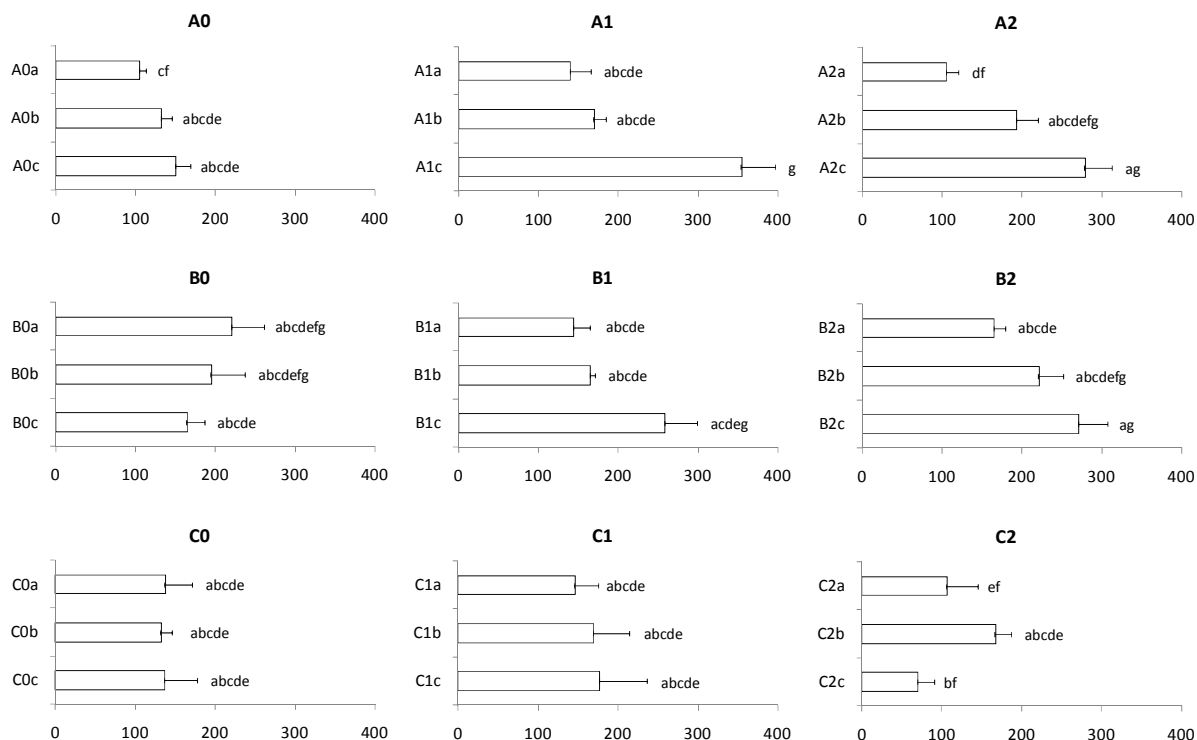 A0
A0a cf
A0b abcde
A0c abcde
0 100 200 300 400
A1
A1a abcde
A1b abcde
A1c g
0 100 200 300 400
A2
A2a df
A2b abcdefg
A2c ag
0 100 200 300 400
B0
B0a abcdefg
B0b abcdefg
B0c abcde
0 100 200 300 400
B1
B1a abcde
B1b abcde
B1c acdeg
0 100 200 300 400
B2
B2a abcde
B2b abcdefg
B2c ag
0 100 200 300 400
C0
C0a abcde
C0b abcde
C0c abcde
0 100 200 300 400
C1
C1a abcde
C1b abcde
C1c abcde
0 100 200 300 400
C2
C2a ef
C2b abcde
C2c bf
0 100 200 300 400